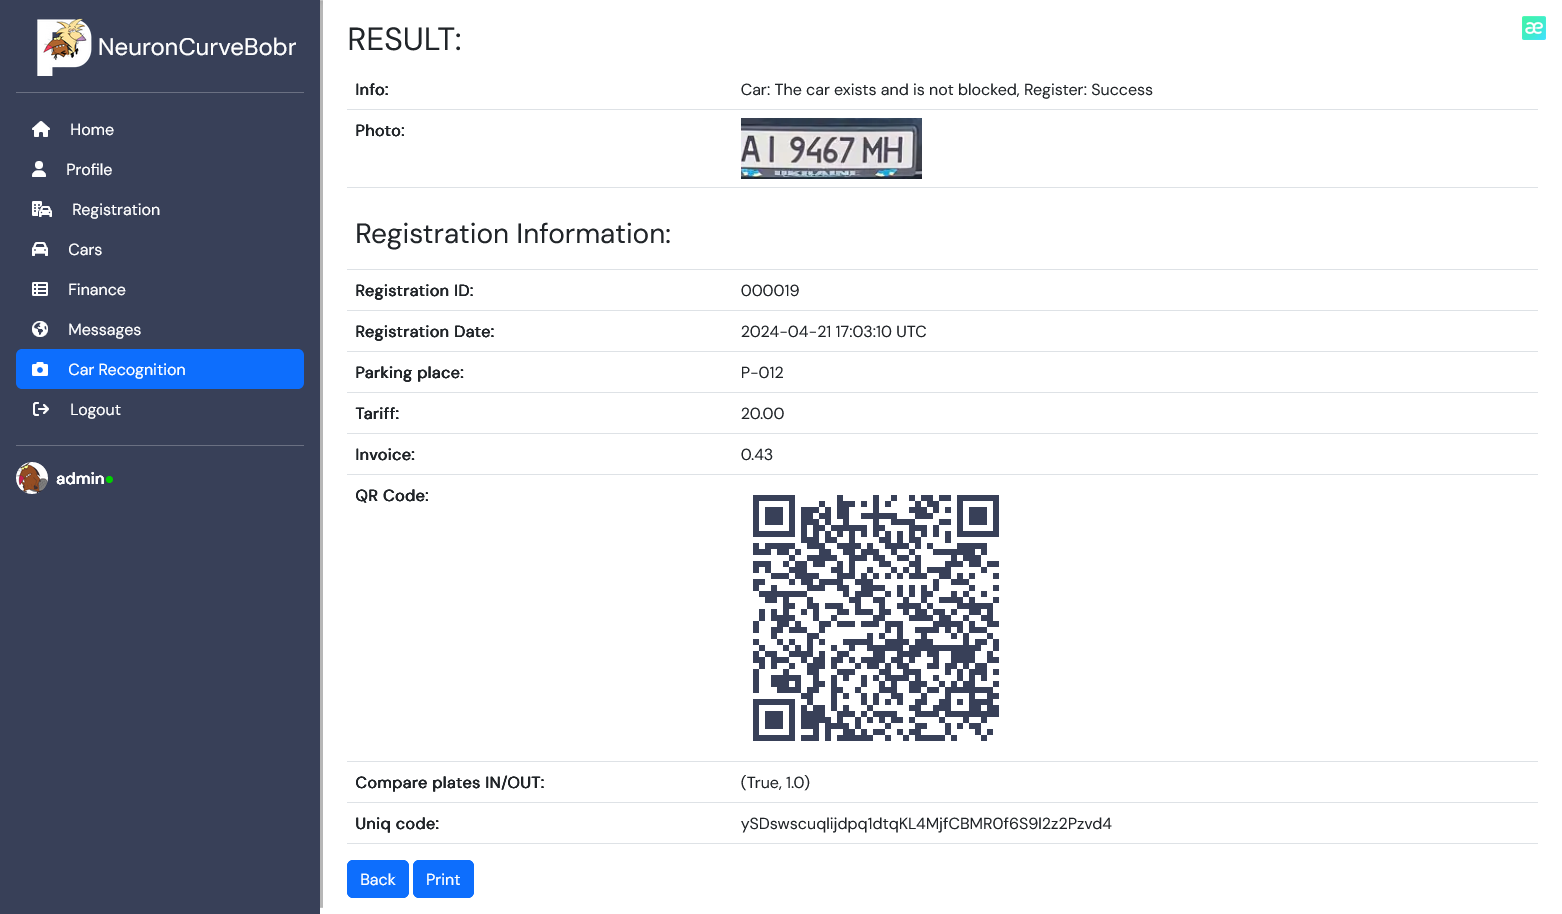 NeuronCurveBobr
Home
Profile
Registration
Cars
Finance
Messages
Car Recognition
Logout
admin
RESULT:
æ
Info: Car: The car exists and is not blocked, Register: Success
Photo:
AI 9467 MH
UKRAINE
Registration Information:
Registration ID: 000019
Registration Date: 2024-04-21 17:03:10 UTC
Parking place: P-012
Tariff: 20.00
Invoice: 0.43
QR Code:
Compare plates IN/OUT: (True, 1.0)
Uniq code: ySDswscuqlijdpq1dtqKL4MjfCBMR0f6S9I2z2Pzvd4
Back Print